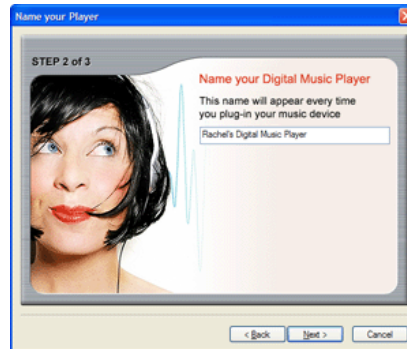 Name your Player
STEP 2 of 3
Name your Digital Music Player
This name will appear every time
you plug-in your music device
Rachel's Digital Music Player
< Back
Next >
Cancel